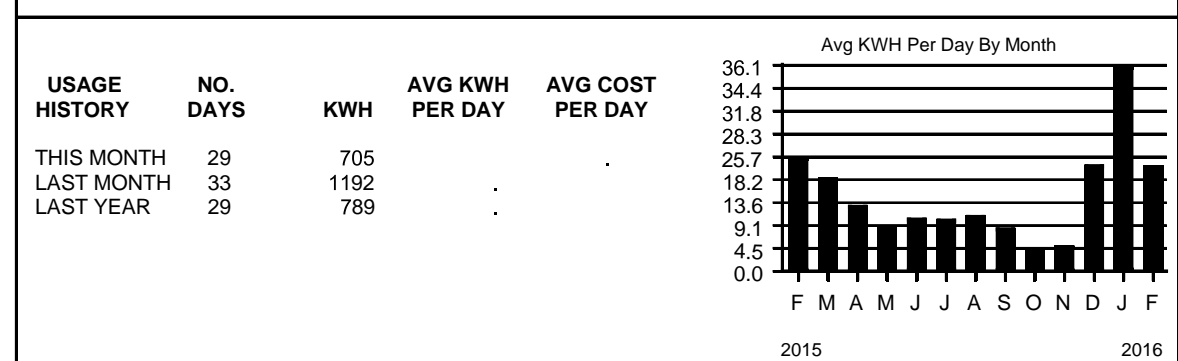 USAGE HISTORY NO. DAYS KWH AVG KWH PER DAY AVG COST PER DAY
THIS MONTH 29 705 .
LAST MONTH 33 1192 .
LAST YEAR 29 789 .
Avg KWH Per Day By Month
36.1
34.4
31.8
28.3
25.7
18.2
13.6
9.1
4.5
0.0
F M A M J J A S O N D J F
2015 2016